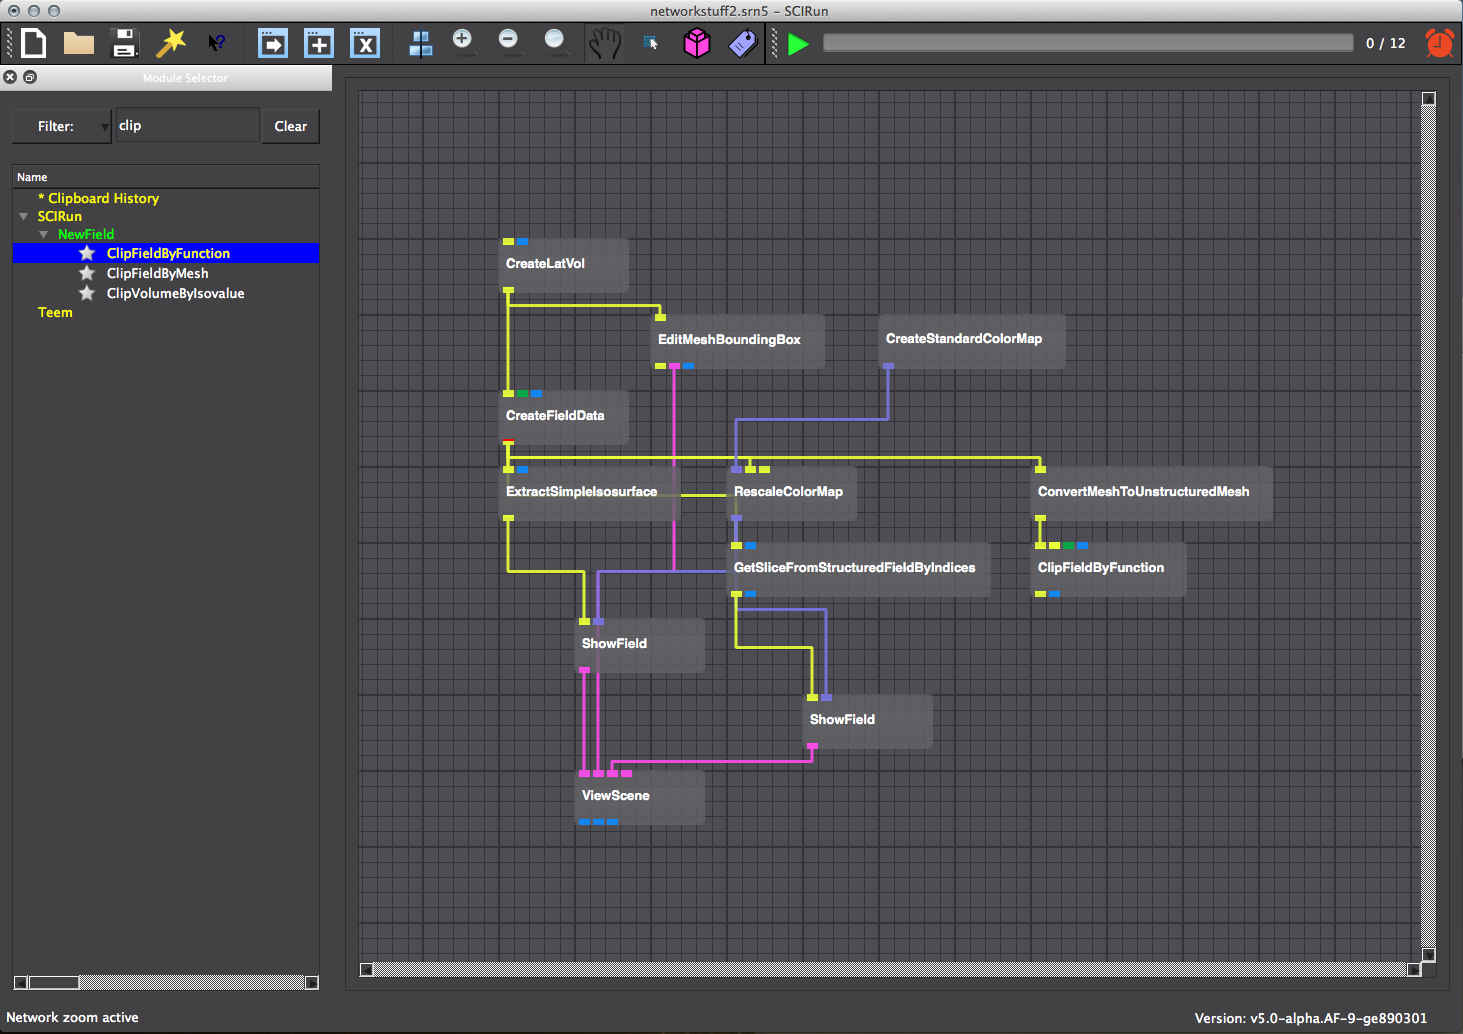 networkstuff2.srn5 - SCIRun
0 / 12
Module Selector
Filter:
clip
Clear
Name
* Clipboard History
SCIRun
NewField
ClipFieldByFunction
ClipFieldByMesh
ClipVolumeByIsovalue
Teem
CreateLatVol
EditMeshBoundingBox
CreateStandardColorMap
CreateFieldData
ExtractSimpleIsosurface
RescaleColorMap
ConvertMeshToUnstructuredMesh
GetSliceFromStructuredFieldByIndices
ClipFieldByFunction
ShowField
ShowField
ViewScene
Network zoom active
Version: v5.0-alpha.AF-9-ge890301